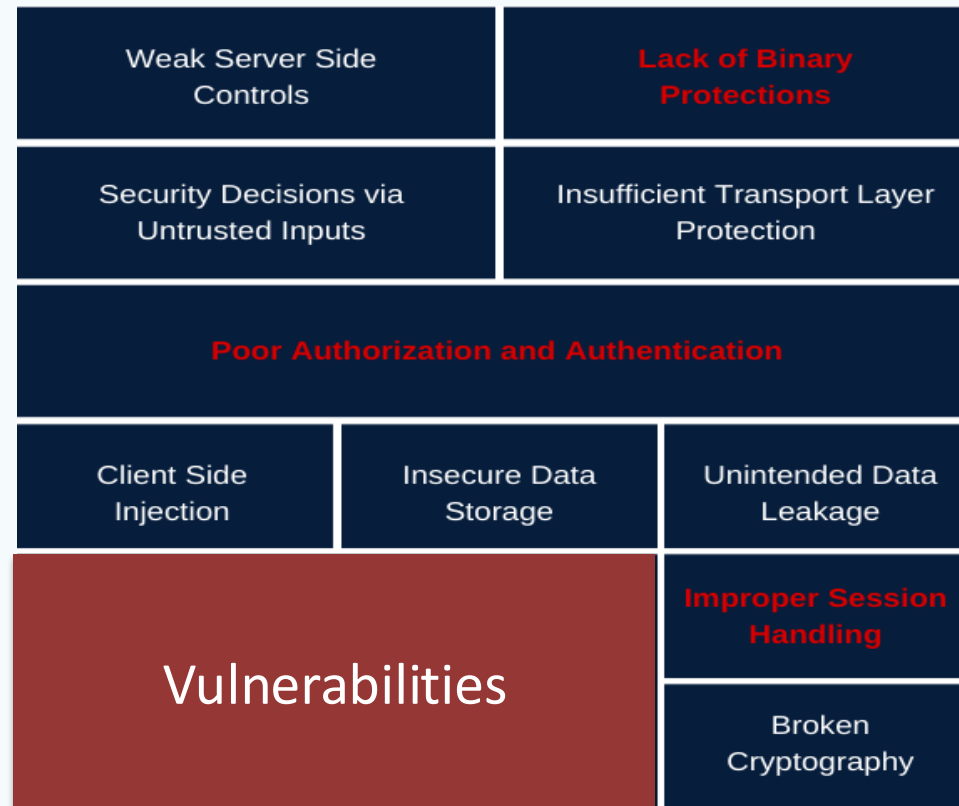 Weak Server Side
Controls
Lack of Binary
Protections
Security Decisions via
Untrusted Inputs
Insufficient Transport Layer
Protection
Poor Authorization and Authentication
Client Side
Injection
Insecure Data
Storage
Unintended Data
Leakage
Vulnerabilities
Improper Session
Handling
Broken
Cryptography